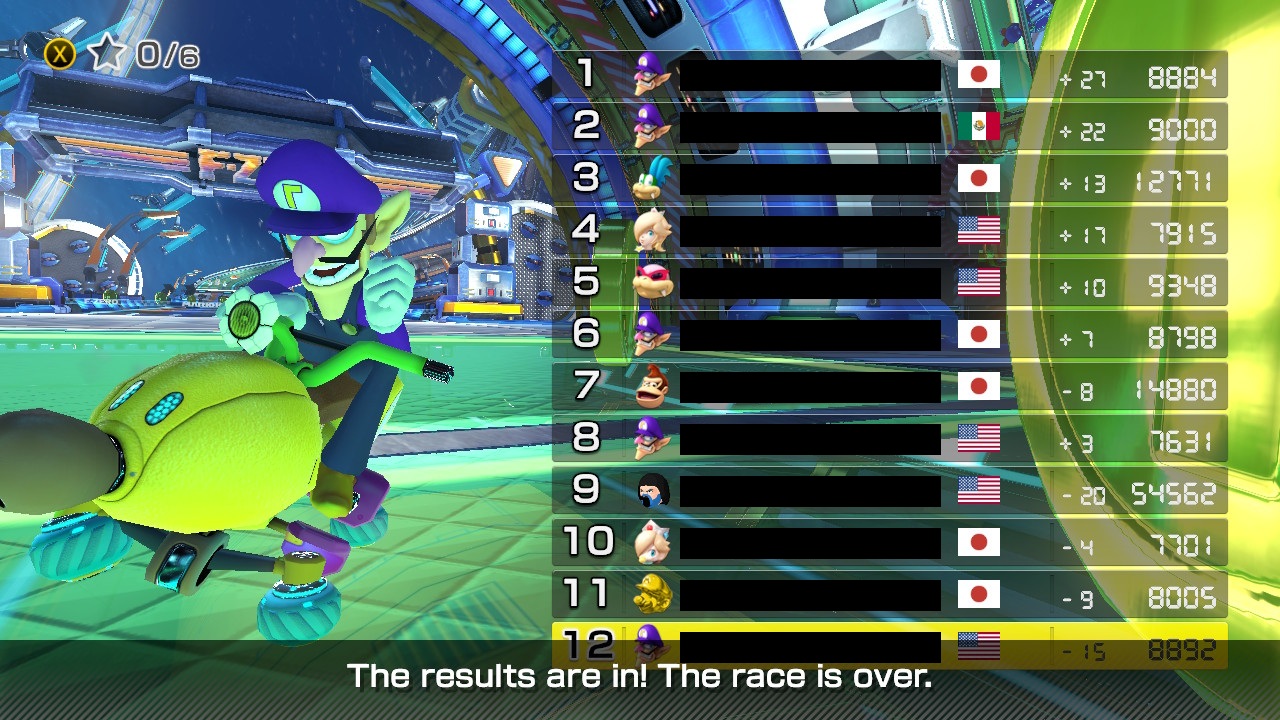 X 0/6
1 + 27 8884
2 + 22 9000
3 + 13 12771
4 + 17 7915
5 + 10 9348
6 + 7 8798
7 - 8 14880
8 + 3 7631
9 - 20 54562
10 - 4 7701
11 - 9 8005
12 - 15 8892
The results are in! The race is over.